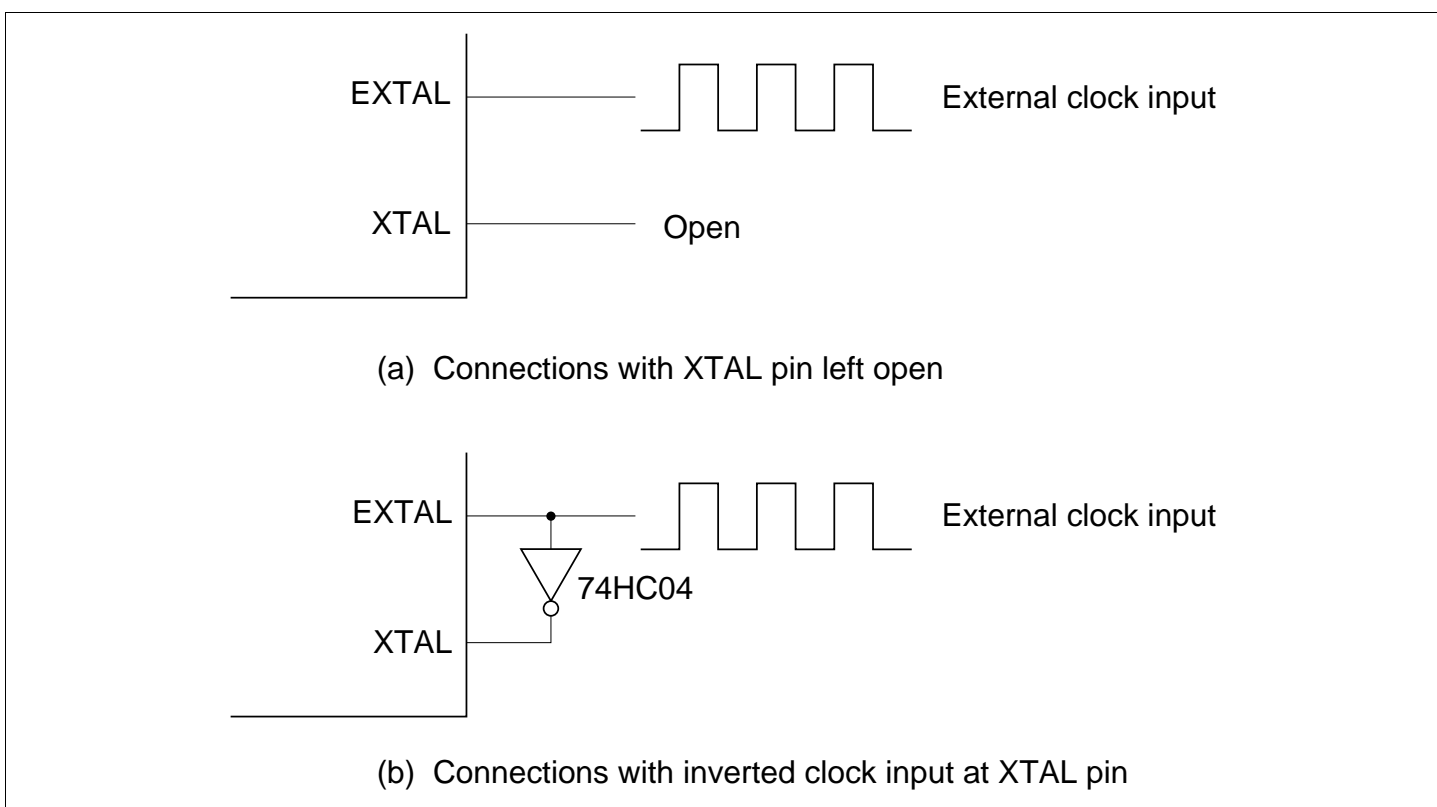 EXTAL
External clock input
XTAL
Open
(a) Connections with XTAL pin left open
EXTAL
External clock input
74HC04
XTAL
(b) Connections with inverted clock input at XTAL pin